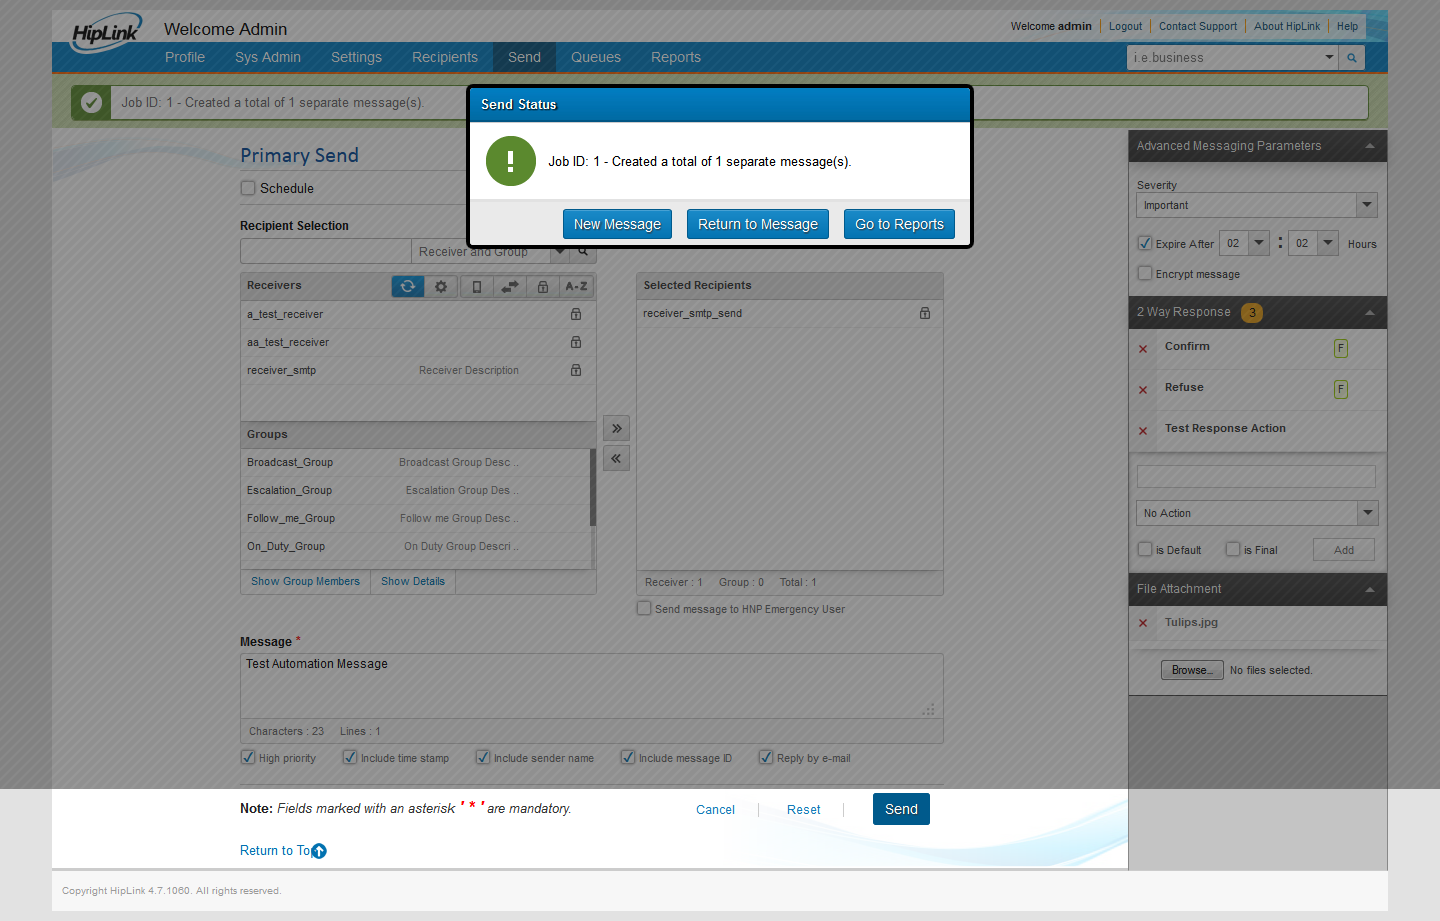 HipLink
Welcome Admin
Welcome admin Logout Contact Support About HipLink Help
Profile Sys Admin Settings Recipients Send Queues Reports
i.e.business
Job ID: 1 - Created a total of 1 separate message(s).
Send Status
Job ID: 1 - Created a total of 1 separate message(s).
New Message Return to Message Go to Reports
Primary Send
Schedule
Recipient Selection
Receiver and Group
Receivers
A-Z
a_test_receiver
aa_test_receiver
receiver_smtp Receiver Description
Groups
Broadcast_Group Broadcast Group Desc ..
Escalation_Group Escalation Group Des ..
Follow_me_Group Follow me Group Desc ..
On_Duty_Group On Duty Group Descri ..
Show Group Members Show Details
Selected Recipients
receiver_smtp_send
Receiver : 1 Group : 0 Total : 1
Send message to HNP Emergency User
Message *
Test Automation Message
Characters : 23 Lines : 1
High priority Include time stamp Include sender name Include message ID Reply by e-mail
Note: Fields marked with an asterisk ' * ' are mandatory.
Cancel Reset Send
Return to To
Advanced Messaging Parameters
Severity
Important
Expire After 02 : 02 Hours
Encrypt message
2 Way Response 3
Confirm F
Refuse F
Test Response Action
No Action
is Default is Final Add
File Attachment
Tulips.jpg
Browse... No files selected.
Copyright HipLink 4.7.1060. All rights reserved.